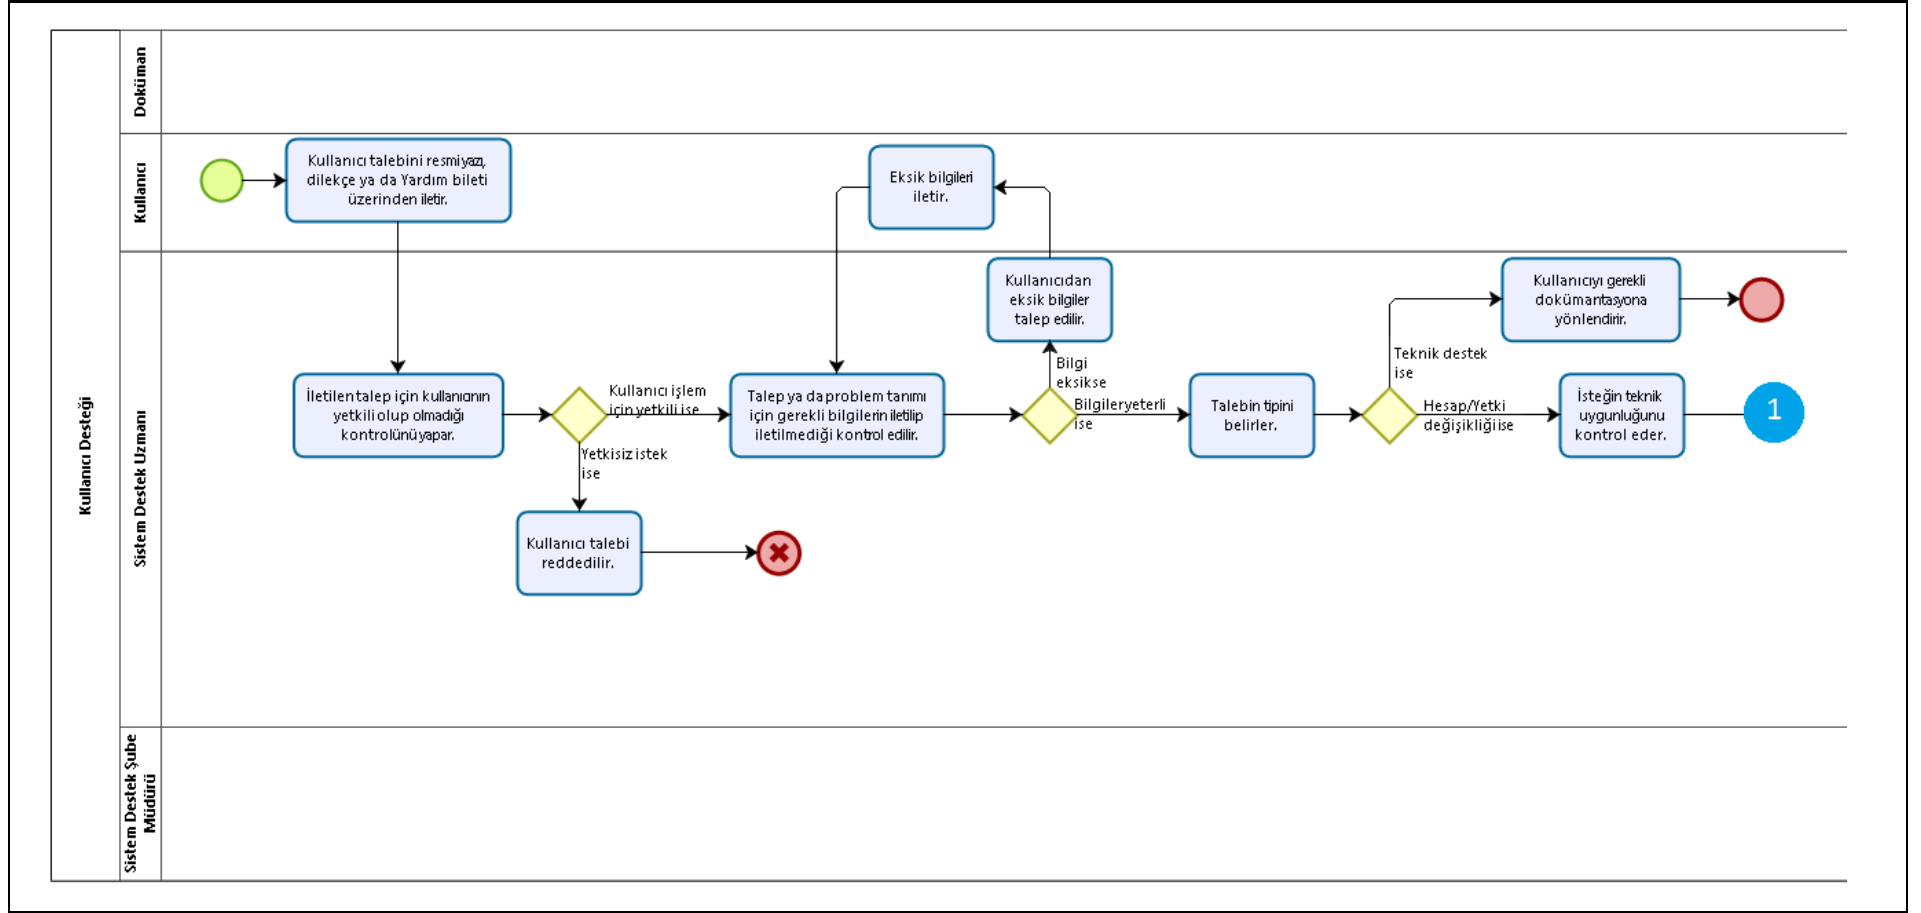 Kullanıcı Desteği
Doküman
Kullanıcı
Sistem Destek Uzmanı
Sistem Destek Şube
Müdürü
Kullanıcı talebini resmi yazı,
dilekçe ya da Yardım bileti
üzerinden iletir.
Eksik bilgileri
iletir.
Kullanıcıdan
eksik bilgiler
talep edilir.
Kullanıcıyı gerekli
dokümantasyona
yönlendirir.
İletilen talep için kullanıcının
yetkili olup olmadığı
kontrolünü yapar.
Kullanıcı işlem
için yetkili ise
Yetkisiz istek
ise
Kullanıcı talebi
reddedilir.
Talep ya da problem tanımı
için gerekli bilgilerin iletilip
iletilmediği kontrol edilir.
Bilgi
eksikse
Bilgiler yeterli
ise
Talebin tipini
belirler.
Teknik destek
ise
Hesap/Yetki
değişikliği ise
İsteğin teknik
uygunluğunu
kontrol eder.
1